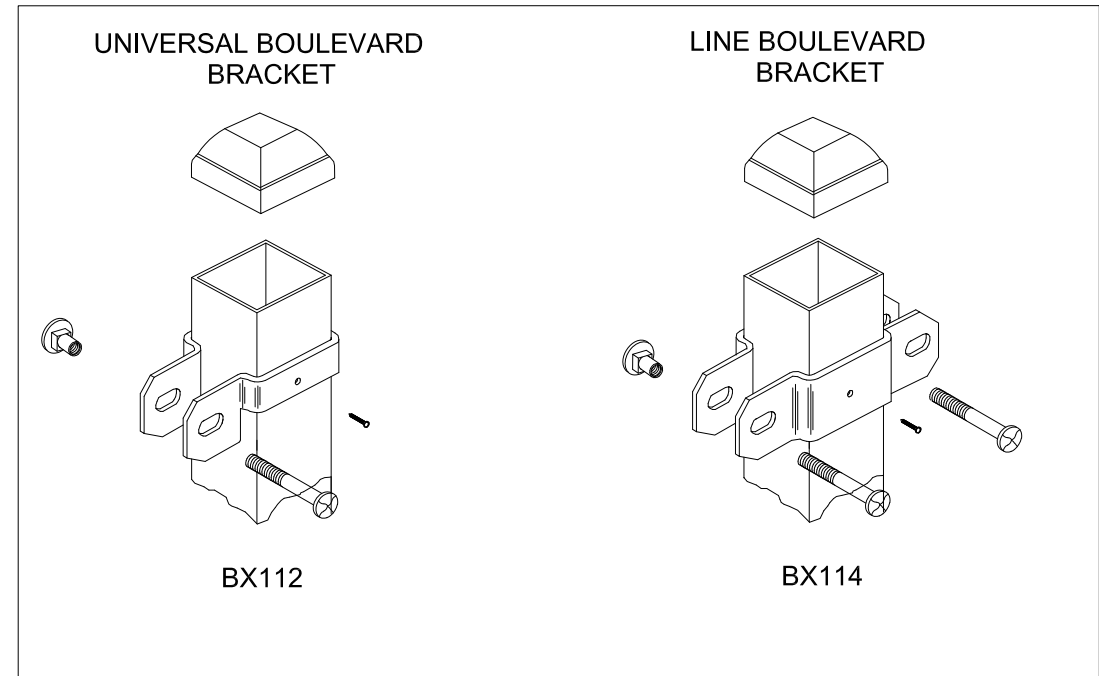 UNIVERSAL BOULEVARD
BRACKET
BX112
LINE BOULEVARD
BRACKET
BX114